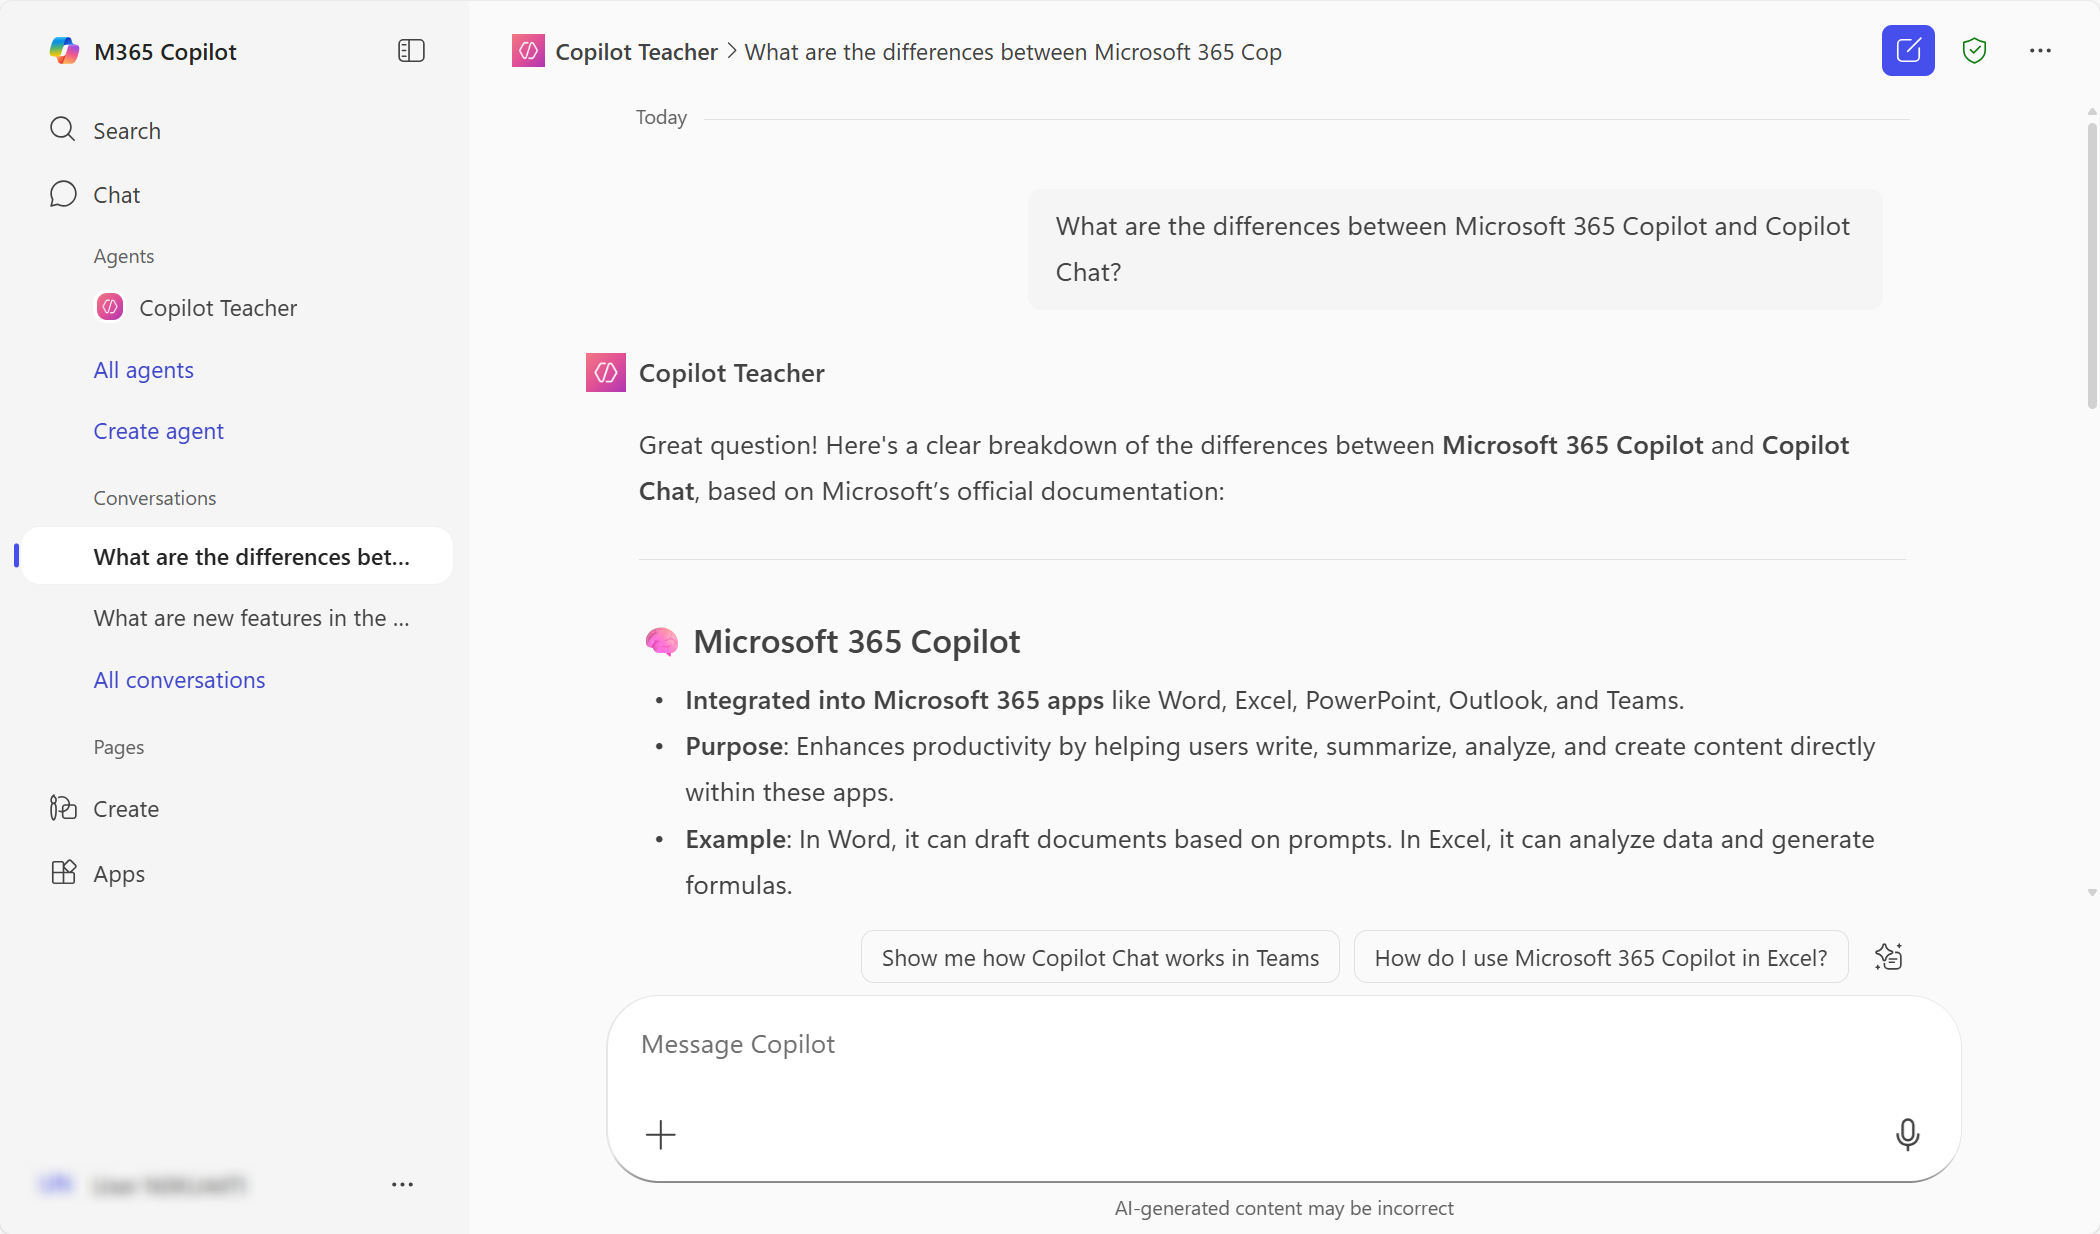 M365 Copilot
Search
Chat
Agents
Copilot Teacher
All agents
Create agent
Conversations
What are the differences bet...
What are new features in the ...
All conversations
Pages
Create
Apps
Copilot Teacher > What are the differences between Microsoft 365 Cop
Today
What are the differences between Microsoft 365 Copilot and Copilot
Chat?
Copilot Teacher
Great question! Here's a clear breakdown of the differences between Microsoft 365 Copilot and Copilot
Chat, based on Microsoft’s official documentation:
Microsoft 365 Copilot
• Integrated into Microsoft 365 apps like Word, Excel, PowerPoint, Outlook, and Teams.
• Purpose: Enhances productivity by helping users write, summarize, analyze, and create content directly
within these apps.
• Example: In Word, it can draft documents based on prompts. In Excel, it can analyze data and generate
formulas.
Show me how Copilot Chat works in Teams
How do I use Microsoft 365 Copilot in Excel?
Message Copilot
AI-generated content may be incorrect